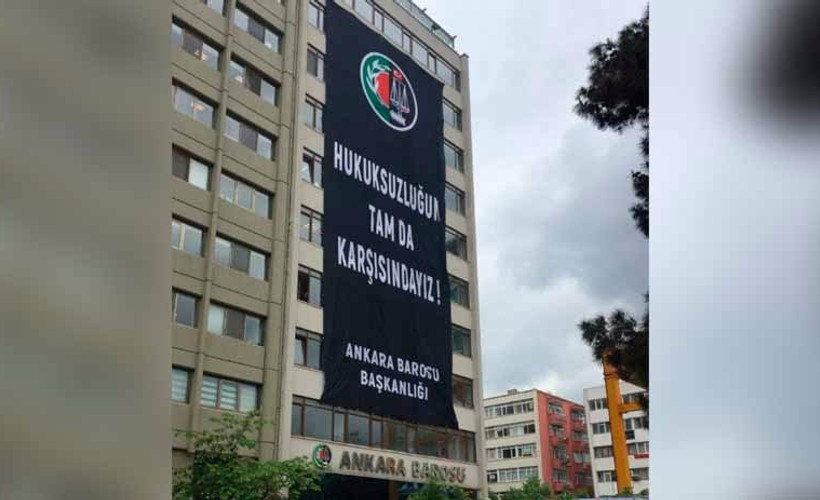 HUKUKSUZLUĞUN
TAM DA
KARŞISINDAYIZ !
ANKARA BAROSU
BAŞKANLIĞI
ANKARA BAROSU